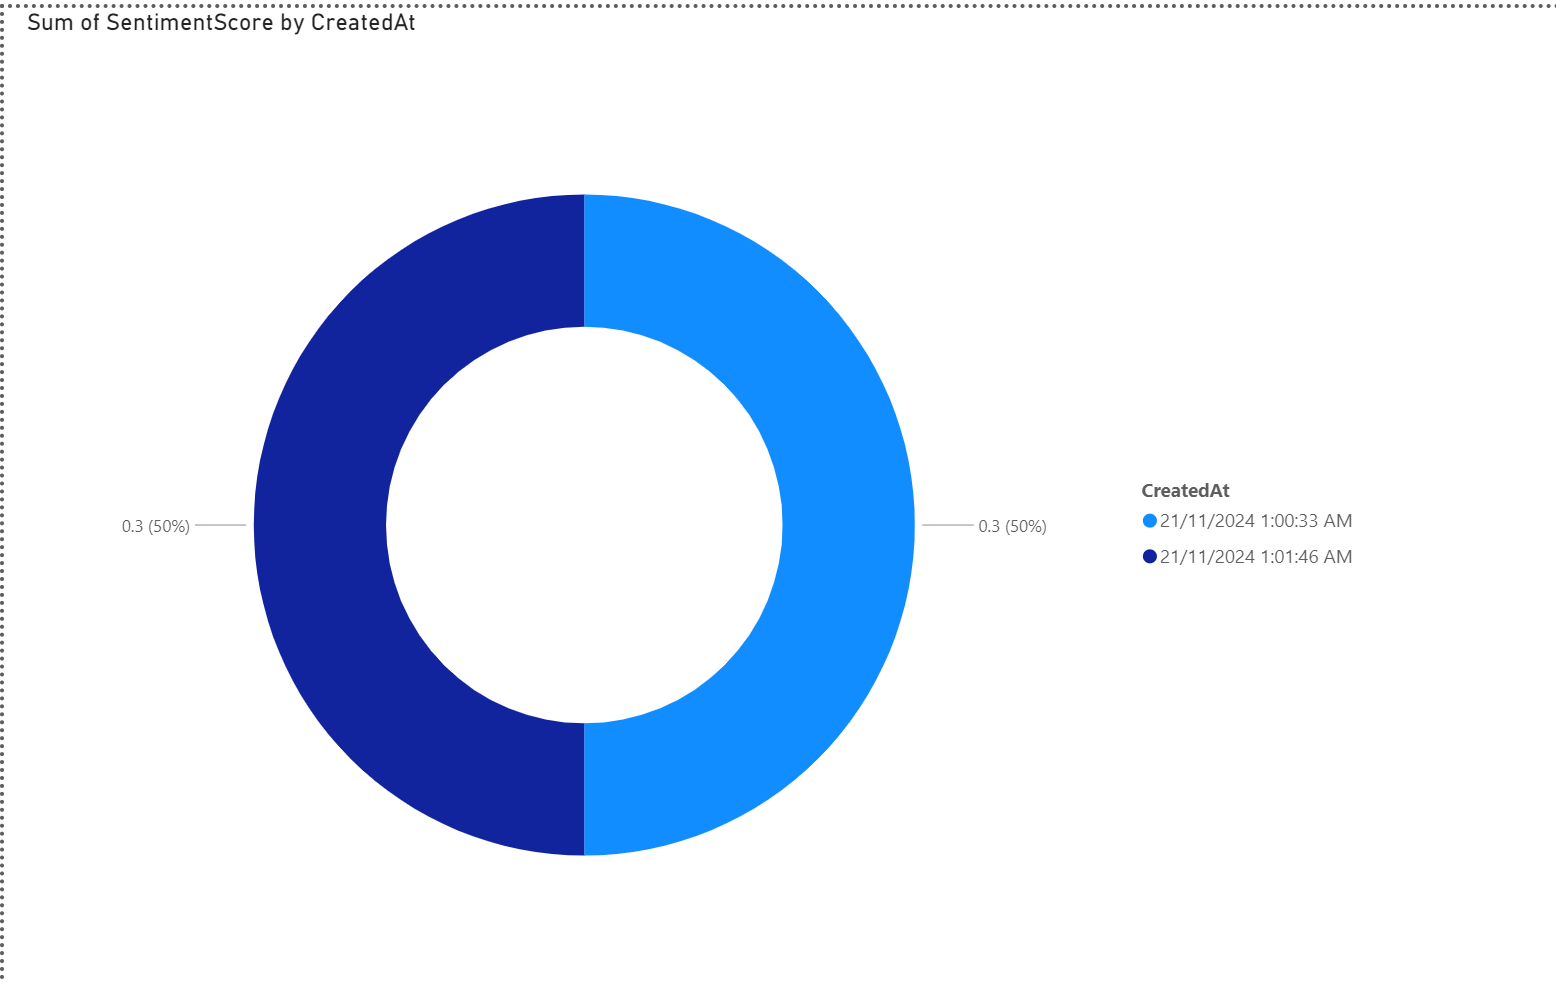 Sum of SentimentScore by CreatedAt
0.3 (50%)
0.3 (50%)
CreatedAt
21/11/2024 1:00:33 AM
21/11/2024 1:01:46 AM